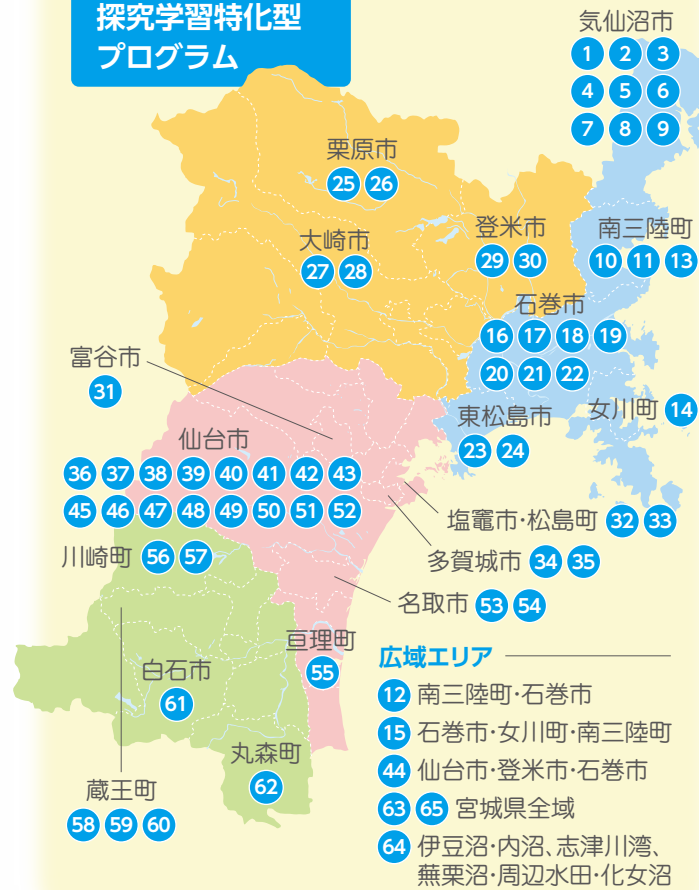 探究学習特化型
プログラム
気仙沼市
1 2 3
4 5 6
7 8 9
栗原市
25 26
大崎市
27 28
登米市
29 30
南三陸町
10 11 13
石巻市
16 17 18 19
20 21 22
富谷市
31
女川町 14
東松島市
23 24
仙台市
36 37 38 39 40 41 42 43
45 46 47 48 49 50 51 52
塩竈市・松島町 32 33
多賀城市 34 35
川崎町 56 57
名取市 53 54
亘理町
55
白石市
61
丸森町
62
蔵王町
58 59 60
広域エリア
12 南三陸町・石巻市
15 石巻市・女川町・南三陸町
44 仙台市・登米市・石巻市
63 65 宮城県全域
64 伊豆沼・内沼、志津川湾、
蕪栗沼・周辺水田・化女沼